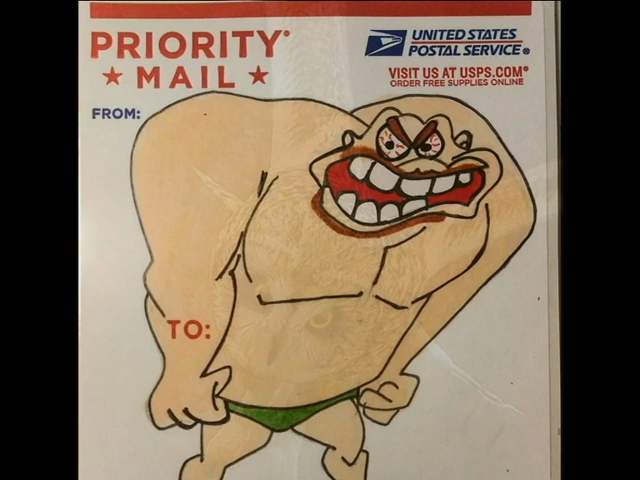 PRIORITY®
★ MAIL ★
UNITED STATES
POSTAL SERVICE®
VISIT US AT USPS.COM®
ORDER FREE SUPPLIES ONLINE
FROM:
TO: